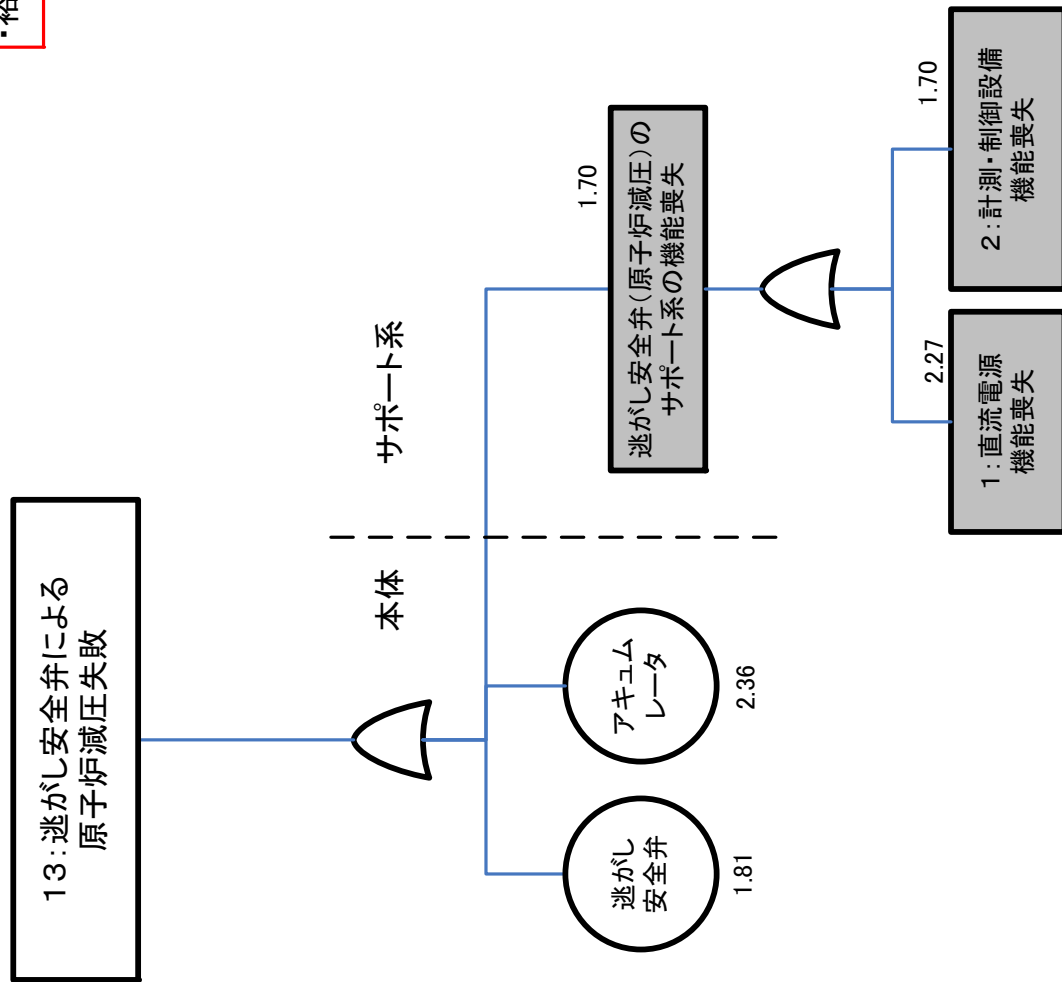 ･裕
13：逃がし安全弁による
原子炉減圧失敗
本体
サポート系
逃がし
安全弁
1.81
アキュム
レータ
2.36
1.70
逃がし安全弁（原子炉減圧）の
サポート系の機能喪失
2.27
1：直流電源
機能喪失
1.70
2：計測・制御設備
機能喪失